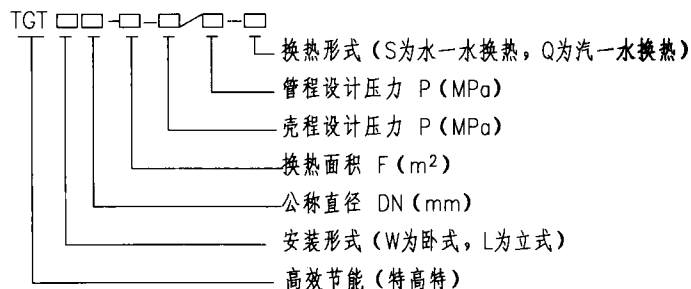 TGT□□-□-□/□-□
换热形式（S为水一水换热，Q为汽一水换热）
管程设计压力 P（MPa）
壳程设计压力 P（MPa）
换热面积 F（m²）
公称直径 DN（mm）
安装形式（W为卧式，L为立式）
高效节能（特高特）